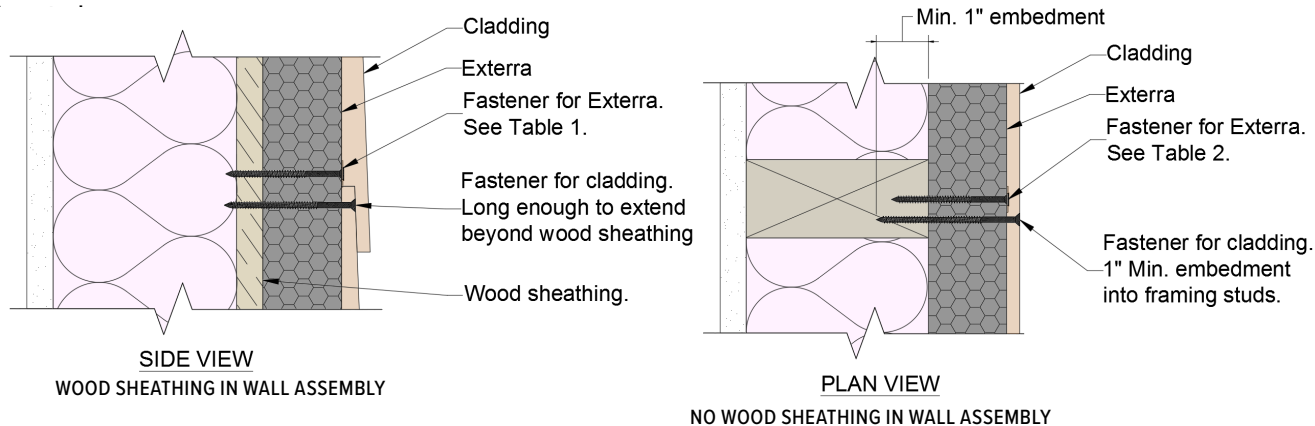 Cladding
Exterra
Fastener for Exterra.
See Table 1.
Fastener for cladding.
Long enough to extend
beyond wood sheathing
Wood sheathing.
SIDE VIEW
WOOD SHEATHING IN WALL ASSEMBLY
Min. 1" embedment
Cladding
Exterra
Fastener for Exterra.
See Table 2.
Fastener for cladding.
1" Min. embedment
into framing studs.
PLAN VIEW
NO WOOD SHEATHING IN WALL ASSEMBLY